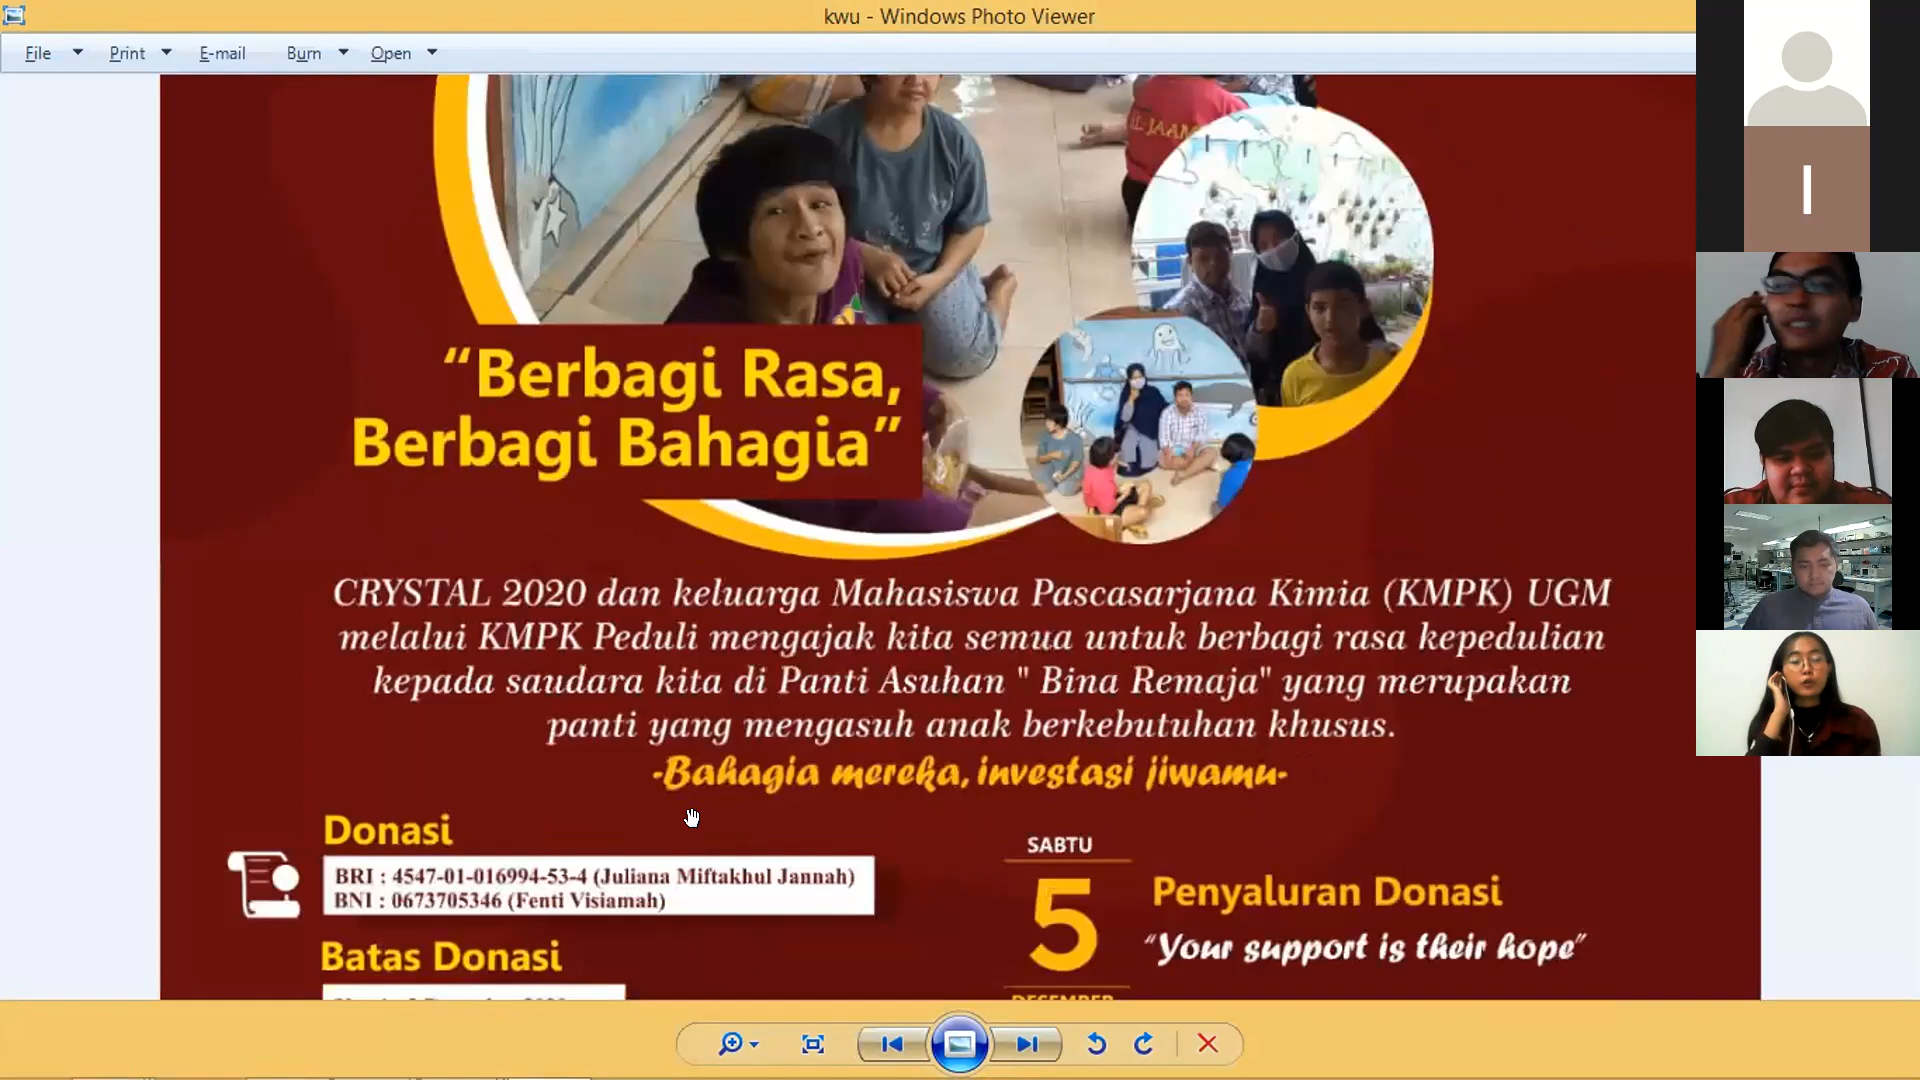 kwu - Windows Photo Viewer
File Print E-mail Burn Open
I
"Berbagi Rasa,
Berbagi Bahagia"
CRYSTAL 2020 dan keluarga Mahasiswa Pascasarjana Kimia (KMPK) UGM
melalui KMPK Peduli mengajak kita semua untuk berbagi rasa kepedulian
kepada saudara kita di Panti Asuhan " Bina Remaja" yang merupakan
panti yang mengasuh anak berkebutuhan khusus.
-Bahagia mereka, investasi jiwamu-
Donasi
BRI : 4547-01-016994-53-4 (Juliana Miftakhul Jannah)
BNI : 0673705346 (Fenti Visiamah)
Batas Donasi
SABTU
5
DESEMBER
Penyaluran Donasi
"Your support is their hope"